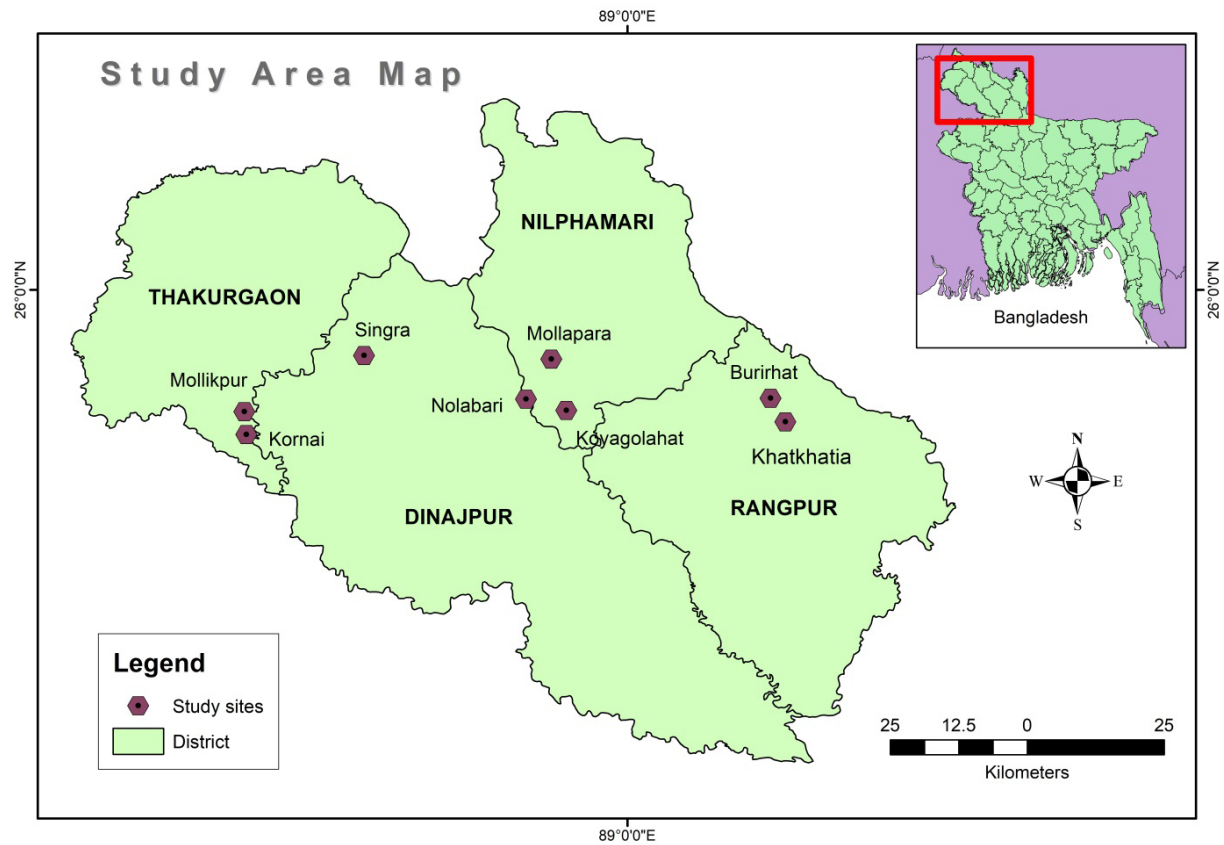 89°0'0"E
Study Area Map
NILPHAMARI
THAKURGAON
26°0'0"N
26°0'0"N
Bangladesh
Singra
Mollapara
Burirhat
Mollikpur
Nolabari
Kornai
Koyagolahat
Khatkhatia
DINAJPUR
RANGPUR
N
W
E
S
Legend
Study sites
District
25 12.5 0 25
Kilometers
89°0'0"E